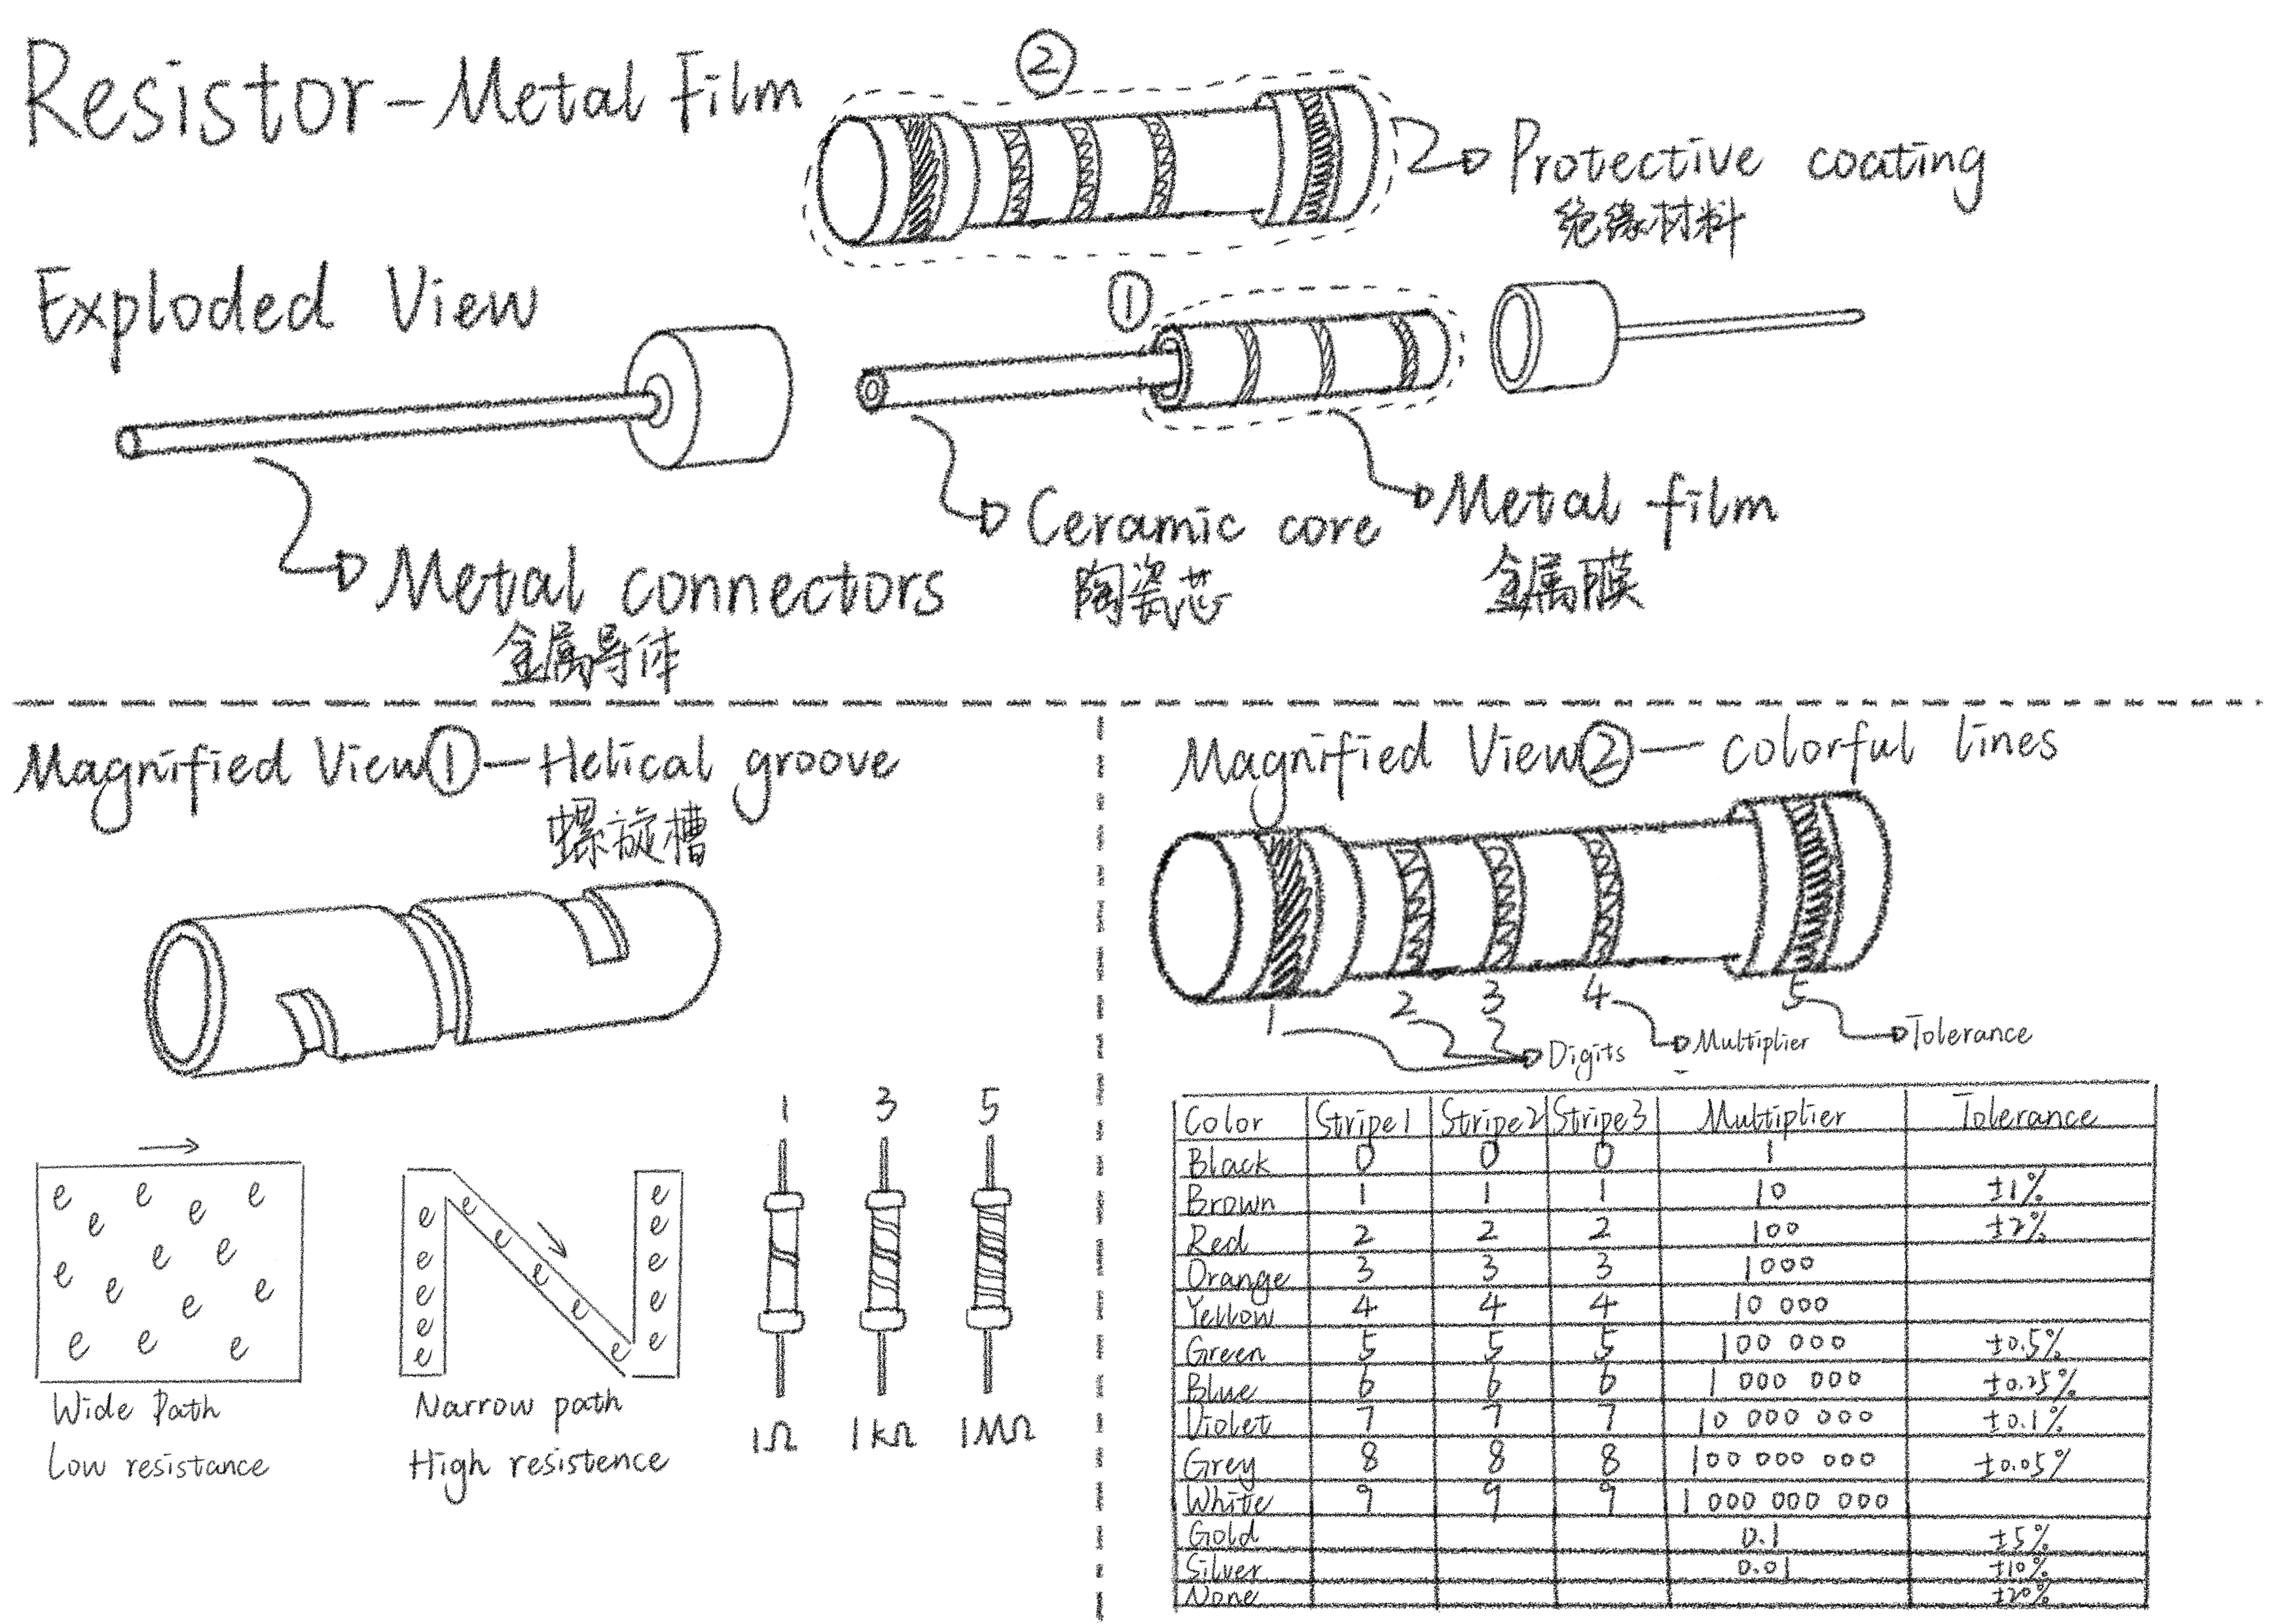 Resistor-Metal Film
②
Protective coating
绝缘材料
Exploded View
①
Metal connectors
金属导体
Ceramic core
陶瓷芯
Metal film
金属膜
Magnified View①—Helical groove
螺旋槽
e e e e e e e e e e e e e e e
Wide Path
Low resistance
e e e e e e e e e e e e e e e
Narrow path
High resistence
1 3 5
1Ω 1kΩ 1MΩ
Magnified View②—colorful lines
1 2 3 4 5
Digits Multiplier Tolerance
Color Stripe1 Stripe2 Stripe3 Multiplier Tolerance
Black 0 0 0 1
Brown 1 1 1 10 ±1%
Red 2 2 2 100 ±2%
Orange 3 3 3 1000
Yellow 4 4 4 10 000
Green 5 5 5 100 000 ±0.5%
Blue 6 6 6 1 000 000 ±0.25%
Violet 7 7 7 10 000 000 ±0.1%
Grey 8 8 8 100 000 000 ±0.05%
White 9 9 9 1 000 000 000
Gold 0.1 ±5%
Silver 0.01 ±10%
None ±20%